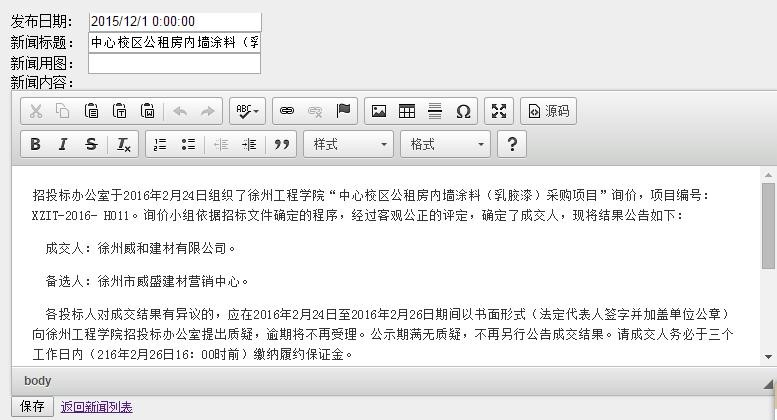 发布日期： 2015/12/1 0:00:00
新闻标题： 中心校区公租房内墙涂料（乳
新闻用图：
新闻内容：
源码
B I S Tx 样式 格式 ?
招投标办公室于2016年2月24日组织了徐州工程学院“中心校区公租房内墙涂料（乳胶漆）采购项目”询价，项目编号：
XZIT-2016- H011。询价小组依据招标文件确定的程序，经过客观公正的评定，确定了成交人，现将结果公告如下：
成交人：徐州威和建材有限公司。
备选人：徐州市威盛建材营销中心。
各投标人对成交结果有异议的，应在2016年2月24日至2016年2月26日期间以书面形式（法定代表人签字并加盖单位公章）
向徐州工程学院招投标办公室提出质疑，逾期将不再受理。公示期满无质疑，不再另行公告成交结果。请成交人务必于三个
工作日内（216年2月26日16：00时前）缴纳履约保证金。
body
保存 返回新闻列表